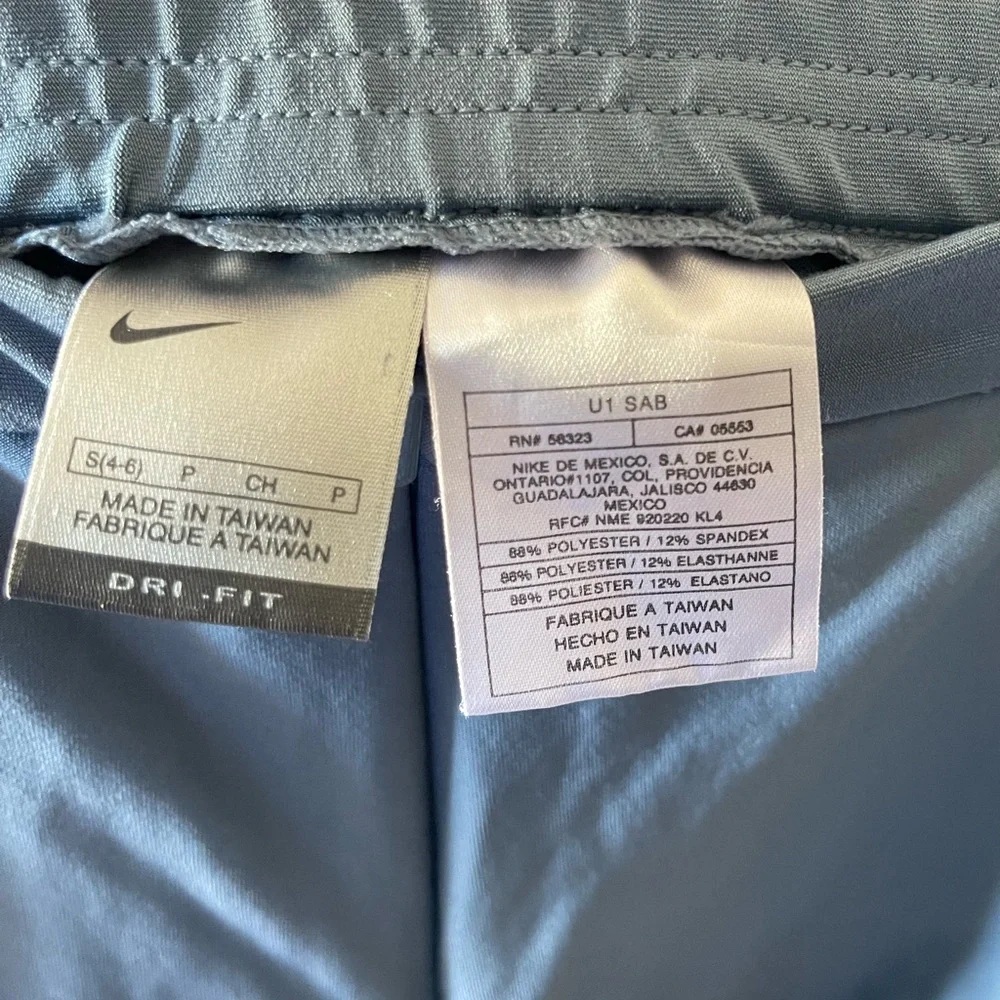 S(4-6) P CH P
MADE IN TAIWAN
FABRIQUE A TAIWAN
DRI .FIT
U1 SAB
RN# 56323 CA# 05553
NIKE DE MEXICO, S.A. DE C.V.
ONTARIO#1107, COL, PROVIDENCIA
GUADALAJARA, JALISCO 44630
MEXICO
RFC# NME 920220 KL4
88% POLYESTER / 12% SPANDEX
88% POLYESTER / 12% ELASTHANNE
88% POLIESTER / 12% ELASTANO
FABRIQUE A TAIWAN
HECHO EN TAIWAN
MADE IN TAIWAN